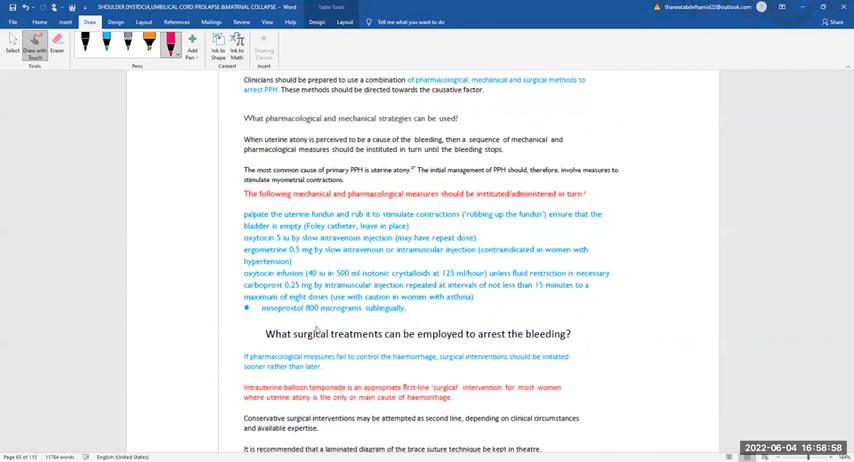 SHOULDER DYSTOCIA,UMBILICAL CORD PROLAPSE &MATRINAL COLLAPSE. - Word
Table Tools
tharwatabdelhamid22@outlook.com
File Home Insert Draw Design Layout References Mailings Review View Help Design Layout Tell me what you want to do
Share
Select
Draw with
Touch
Eraser
Add
Pen
Ink to
Shape
Ink to
Math
Drawing
Canvas
Tools
Pens
Convert
Insert
Clinicians should be prepared to use a combination of pharmacological, mechanical and surgical methods to
arrest PPH. These methods should be directed towards the causative factor.
What pharmacological and mechanical strategies can be used?
When uterine atony is perceived to be a cause of the bleeding, then a sequence of mechanical and
pharmacological measures should be instituted in turn until the bleeding stops.
The most common cause of primary PPH is uterine atony. The initial management of PPH should, therefore, involve measures to
stimulate myometrial contractions.
The following mechanical and pharmacological measures should be instituted/administered in turn:
palpate the uterine fundus and rub it to stimulate contractions ('rubbing up the fundus') ensure that the
bladder is empty (Foley catheter, leave in place)
oxytocin 5 iu by slow intravenous injection (may have repeat dose)
ergometrine 0.5 mg by slow intravenous or intramuscular injection (contraindicated in women with
hypertension)
oxytocin infusion (40 iu in 500 ml isotonic crystalloids at 125 ml/hour) unless fluid restriction is necessary
carboprost 0.25 mg by intramuscular injection repeated at intervals of not less than 15 minutes to a
maximum of eight doses (use with caution in women with asthma)
● misoprostol 800 micrograms sublingually.
What surgical treatments can be employed to arrest the bleeding?
If pharmacological measures fail to control the haemorrhage, surgical interventions should be initiated
sooner rather than later.
Intrauterine balloon tamponade is an appropriate first-line 'surgical' intervention for most women
where uterine atony is the only or main cause of haemorrhage.
Conservative surgical interventions may be attempted as second line, depending on clinical circumstances
and available expertise.
It is recommended that a laminated diagram of the brace suture technique be kept in theatre.
2022-06-04 16:58:58
Page 65 of 115 11764 words English (United States)
164%